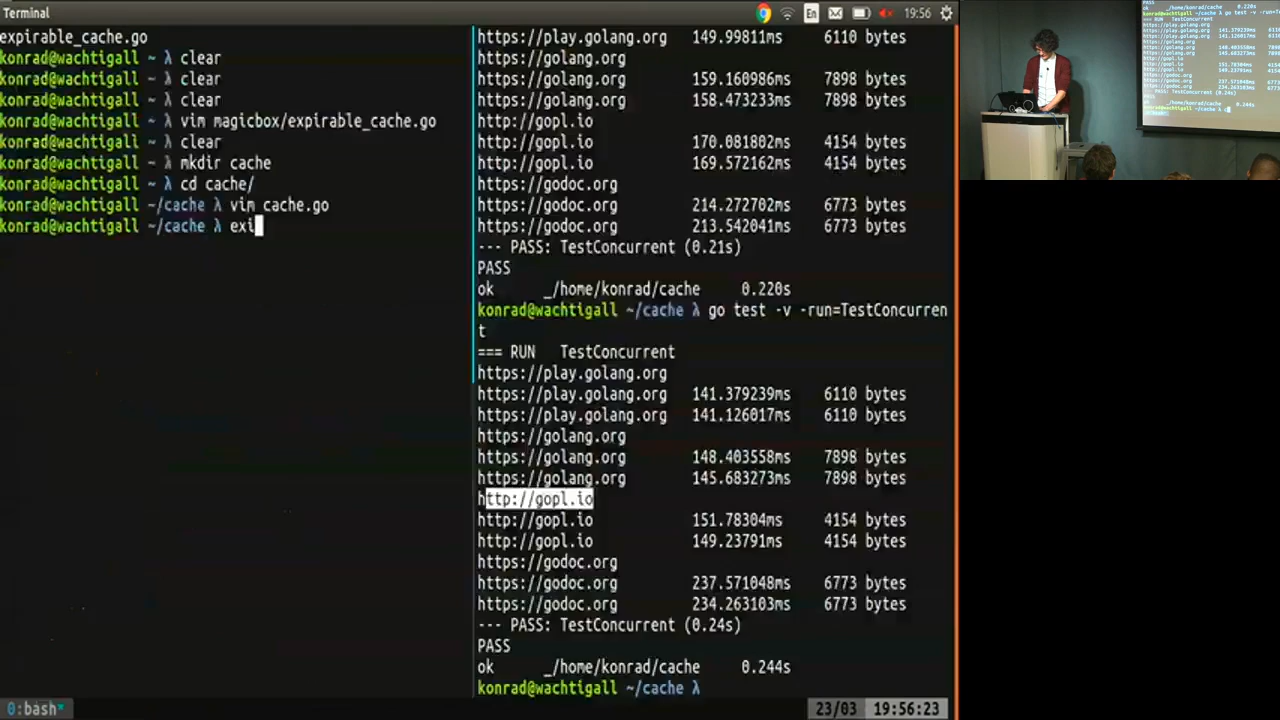 Terminal
En
19:56
expirable_cache.go
konrad@wachtigall ~ λ clear
konrad@wachtigall ~ λ clear
konrad@wachtigall ~ λ clear
konrad@wachtigall ~ λ vim magicbox/expirable_cache.go
konrad@wachtigall ~ λ clear
konrad@wachtigall ~ λ mkdir cache
konrad@wachtigall ~ λ cd cache/
konrad@wachtigall ~/cache λ vim cache.go
konrad@wachtigall ~/cache λ exi
https://play.golang.org 149.99811ms 6110 bytes
https://golang.org
https://golang.org 159.160986ms 7898 bytes
https://golang.org 158.473233ms 7898 bytes
http://gopl.io
http://gopl.io 170.081802ms 4154 bytes
http://gopl.io 169.572162ms 4154 bytes
https://godoc.org
https://godoc.org 214.272702ms 6773 bytes
https://godoc.org 213.542041ms 6773 bytes
--- PASS: TestConcurrent (0.21s)
PASS
ok _/home/konrad/cache 0.220s
konrad@wachtigall ~/cache λ go test -v -run=TestConcurren
t
=== RUN TestConcurrent
https://play.golang.org
https://play.golang.org 141.379239ms 6110 bytes
https://play.golang.org 141.126017ms 6110 bytes
https://golang.org
https://golang.org 148.403558ms 7898 bytes
https://golang.org 145.683273ms 7898 bytes
http://gopl.io
http://gopl.io 151.78304ms 4154 bytes
http://gopl.io 149.23791ms 4154 bytes
https://godoc.org
https://godoc.org 237.571048ms 6773 bytes
https://godoc.org 234.263103ms 6773 bytes
--- PASS: TestConcurrent (0.24s)
PASS
ok _/home/konrad/cache 0.244s
konrad@wachtigall ~/cache λ
0:bash*
23/03 19:56:23